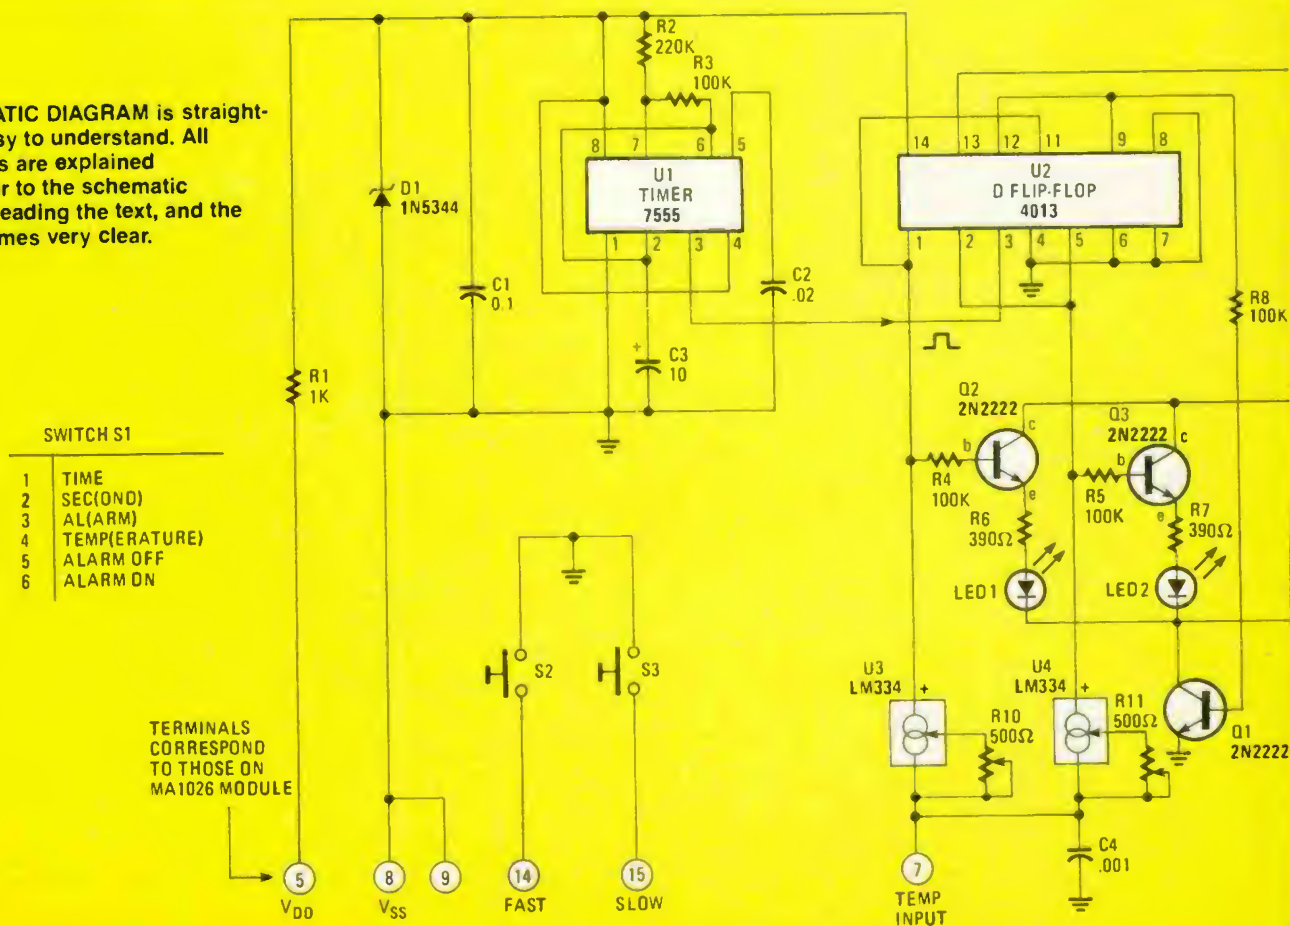 ATIC DIAGRAM is straight-
sy to understand. All
s are explained
r to the schematic
eading the text, and the
mes very clear.
R2
220K
R3
100K
8 7 6 5
U1
TIMER
7555
1 2 3 4
D1
1N5344
C1
0.1
C2
.02
+
C3
10
R1
1K
14 13 12 11 9 8
U2
D FLIP-FLOP
4013
1 2 3 4 5 6 7
R8
100K
Q2
2N2222
c
b
e
R4
100K
R6
390Ω
LED1
Q3
2N2222
c
b
e
R5
100K
R7
390Ω
LED2
SWITCH S1
1 TIME
2 SEC(OND)
3 AL(ARM)
4 TEMP(ERATURE)
5 ALARM OFF
6 ALARM ON
S2
S3
U3
LM334
+
R10
500Ω
U4
LM334
+
R11
500Ω
Q1
2N2222
TERMINALS
CORRESPOND
TO THOSE ON
MA1026 MODULE
C4
.001
5
VDD
8
VSS
9
14
FAST
15
SLOW
7
TEMP
INPUT